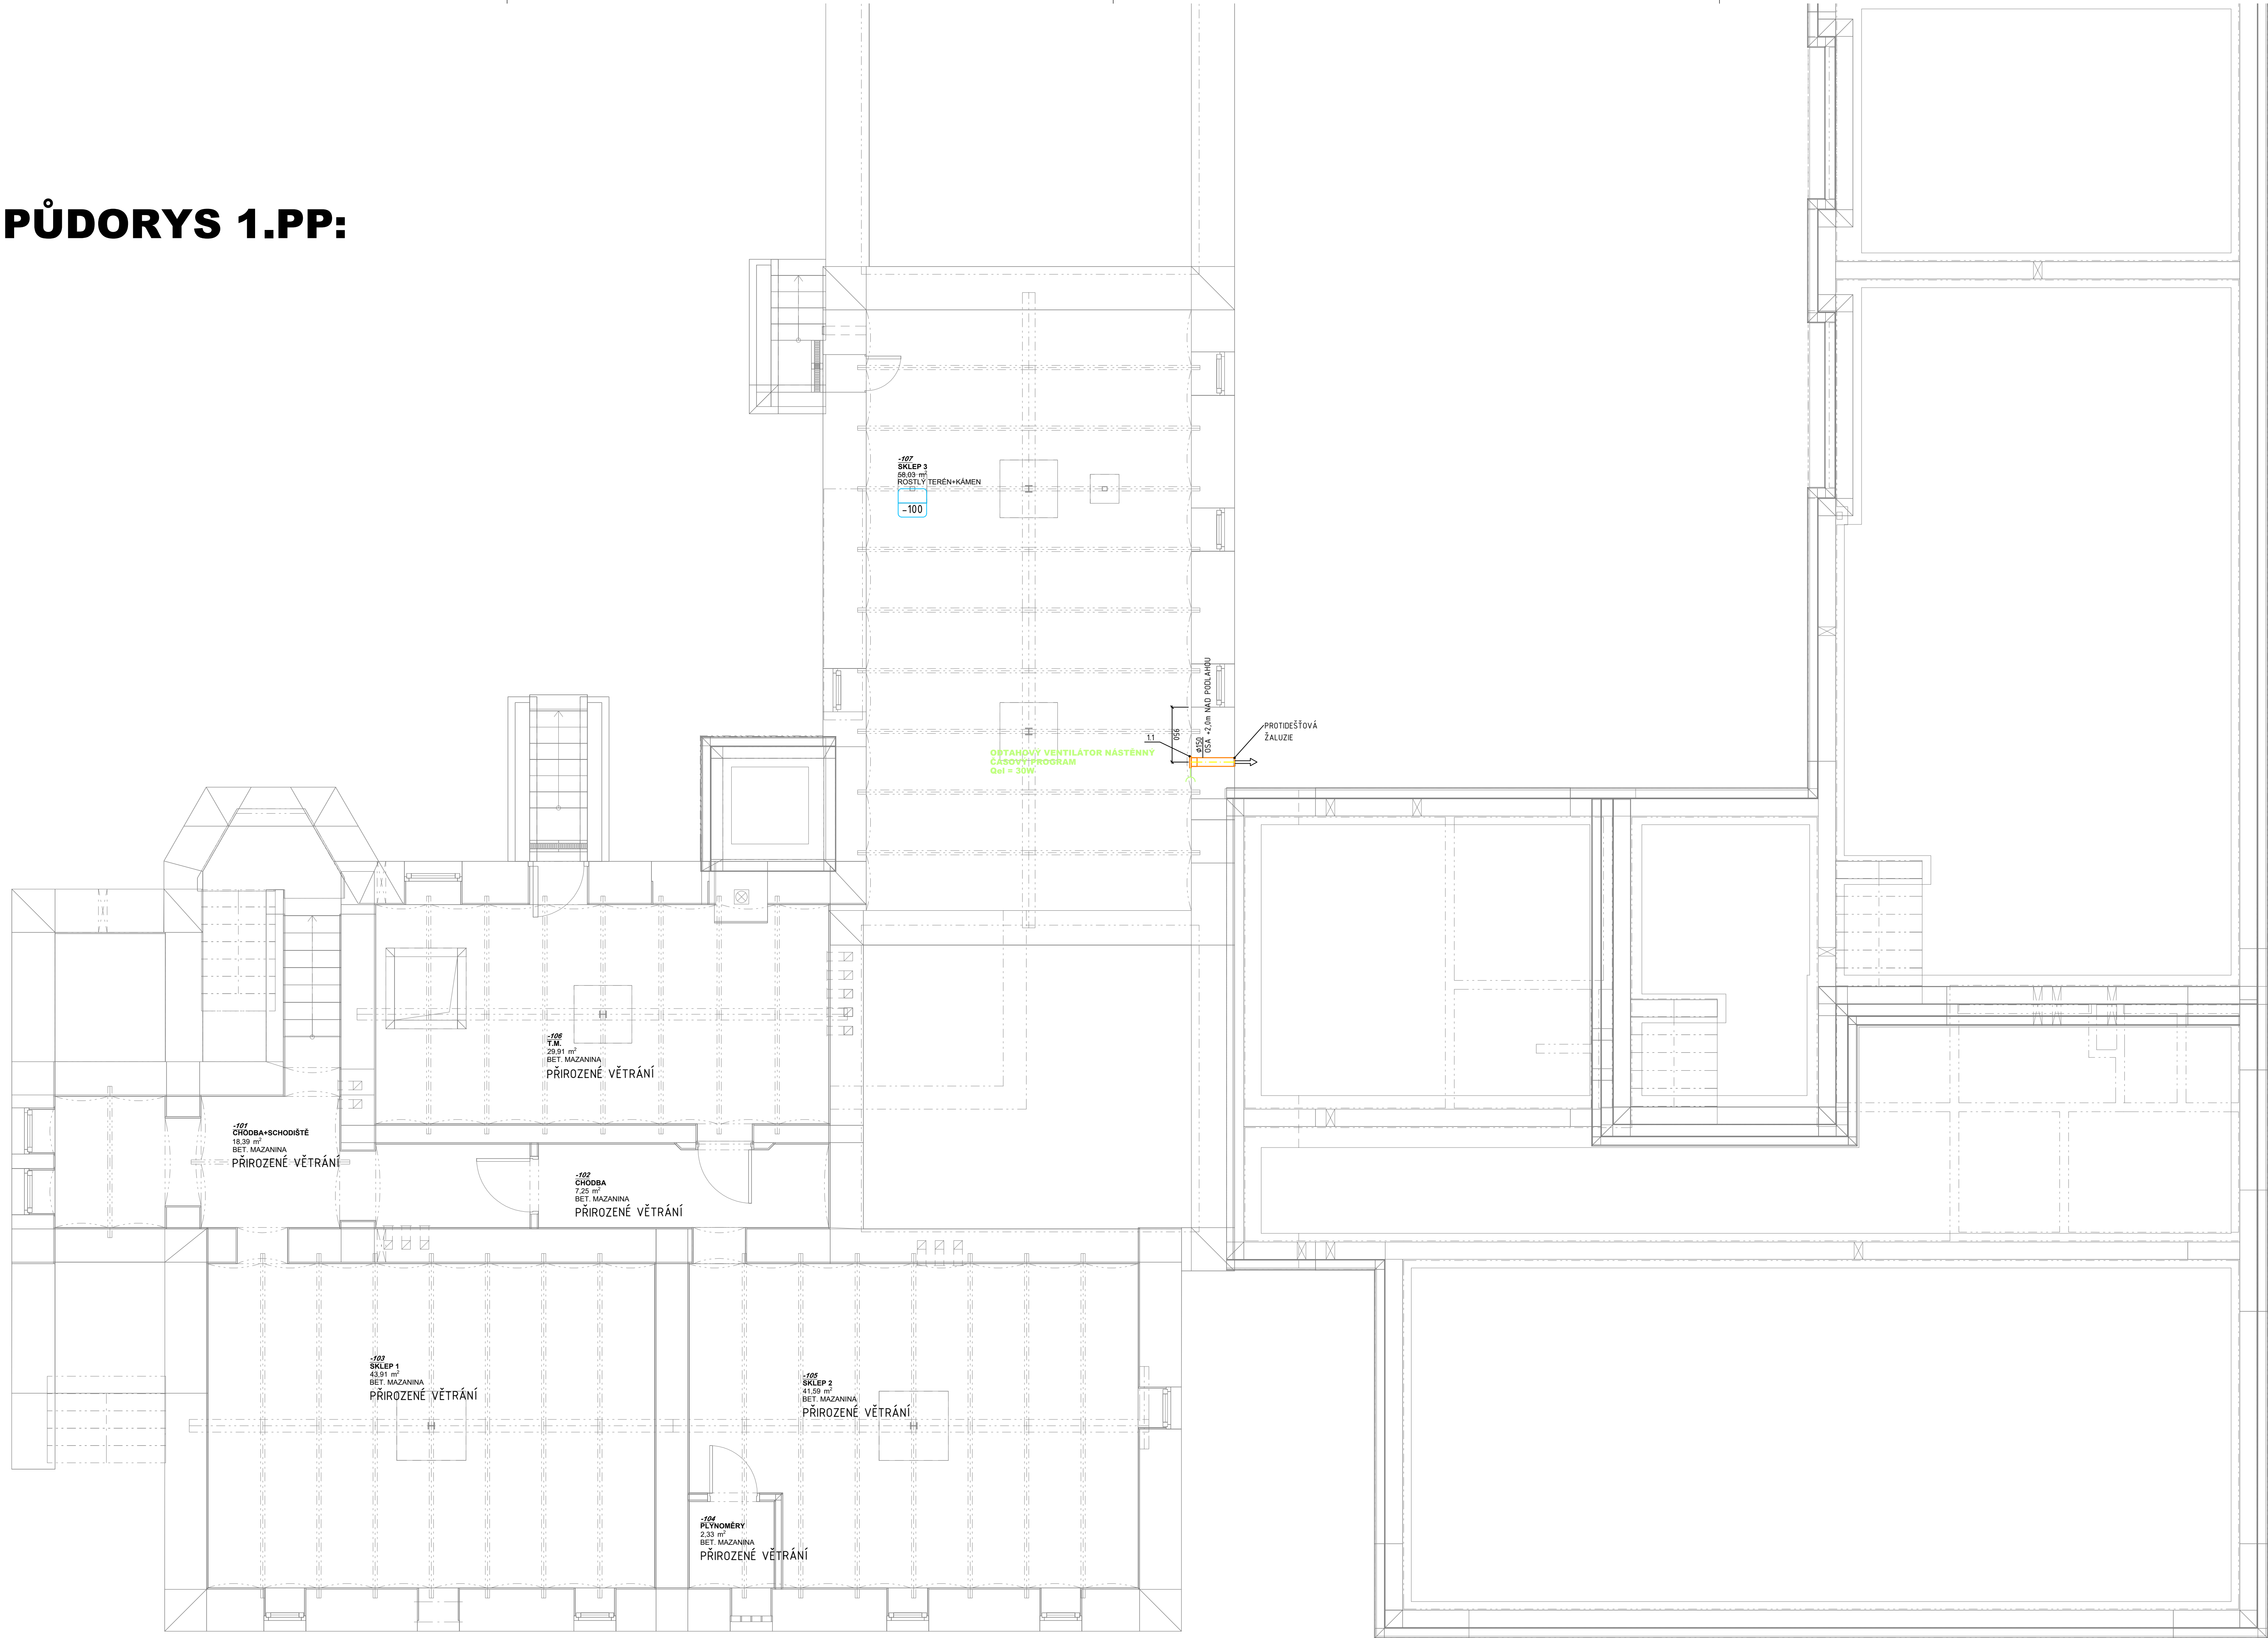 PŮDORYS 1.PP:
-107
SKLEP 3
58,03 m²
ROSTLÝ TERÉN+KÁMEN
-100
ODTAHOVÝ VENTILÁTOR NÁSTĚNNÝ
ČASOVÝ PROGRAM
Qel = 30W
1.1
950
ø150
OSA +2,0m NAD PODLAHOU
PROTIDEŠŤOVÁ
ŽALUZIE
-106
T.M.
29,91 m²
BET. MAZANINA
PŘIROZENÉ VĚTRÁNÍ
-101
CHODBA+SCHODIŠTĚ
18,39 m²
BET. MAZANINA
PŘIROZENÉ VĚTRÁNÍ
-102
CHODBA
7,25 m²
BET. MAZANINA
PŘIROZENÉ VĚTRÁNÍ
-103
SKLEP 1
43,91 m²
BET. MAZANINA
PŘIROZENÉ VĚTRÁNÍ
-105
SKLEP 2
41,59 m²
BET. MAZANINA
PŘIROZENÉ VĚTRÁNÍ
-104
PLYNOMĚRY
2,33 m²
BET. MAZANINA
PŘIROZENÉ VĚTRÁNÍ